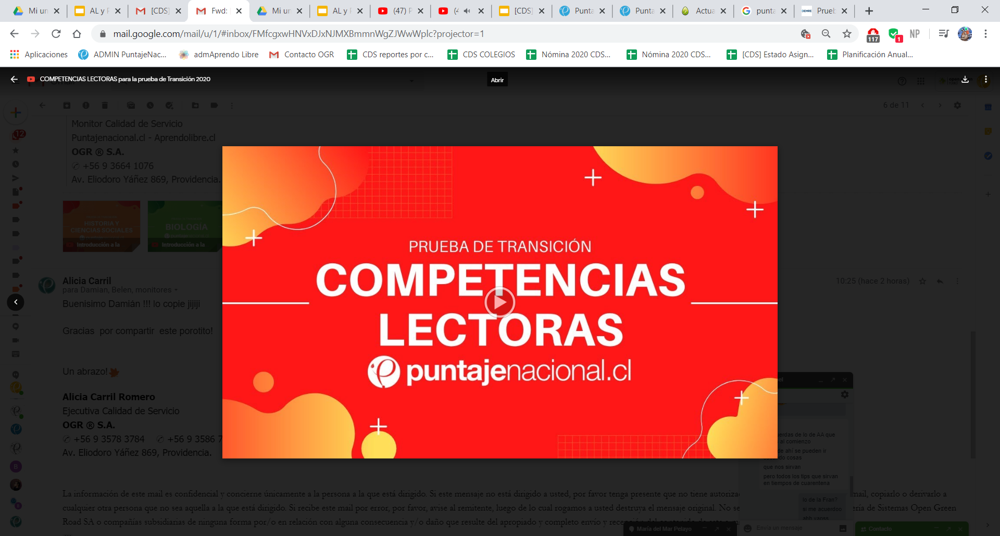 Mi un
AL y F
[CDS]
Fwd:
Mi un
AL y F
(47) P
[CDS]
Punta
Punta
Actua
punta
Prueb
mail.google.com/mail/u/1/#inbox/FMfcgxwHNVxDJxNJMXBmmnWgZJWwWplc?projector=1
117
1
NP
Aplicaciones
ADMIN PuntajeNac...
admAprendo Libre
Contacto OGR
CDS reportes por c...
CDS COLEGIOS
Nómina 2020 CDS...
Nómina 2020 CDS...
[CDS] Estado Asign...
Planificación Anual...
COMPETENCIAS LECTORAS para la prueba de Transición 2020
Abrir
6 de 11
12
Monitor Calidad de Servicio
Puntajenacional.cl - Aprendolibre.cl
OGR ® S.A.
✆ +56 9 3664 1076
Av. Eliodoro Yáñez 869, Providencia.
HISTORIA Y
CIENCIAS SOCIALES
Introducción a la
BIOLOGÍA
puntajenacional.cl
Introducción a la
PRUEBA DE TRANSICIÓN
COMPETENCIAS
LECTORAS
puntajenacional.cl
Alicia Carril
10:25 (hace 2 horas)
para Damian, Belen, monitores
Buenisimo Damián !!! lo copie jijiji
Gracias por compartir este porotito!
Un abrazo!
Alicia Carril Romero
Ejecutiva Calidad de Servicio
OGR ® S.A.
✆ +56 9 3578 3784 ✆ +56 9 3586 7
Av. Eliodoro Yáñez 869, Providencia.
La información de este mail es confidencial y concierne únicamente a la persona a la que está dirigido. Si este mensaje no está dirigido a usted, por favor tenga presente que no tiene autorizac mail, copiarlo o derivarlo a
cualquier otra persona que no sea aquella a la que está dirigido. Si recibe este mail por error, por favor, avise al remitente, luego de lo cual rogamos a usted destruya el mensaje original. No se ería de Sistemas Open Green
Road SA o compañías subsidiarias de ninguna forma por/o en relación con alguna consecuencia y/o daño que resulte del apropiado y completo envío y
erdas de lo de AA que
al comienzo
de ahí se pueden ir
cosas
que nos sirvan
pero todos los tips que sirvan
en tiempos de cuarentena
lo de la Fran?
si me acuerdoo
María del Mar Pelayo
Envía un mensaje
Contacto